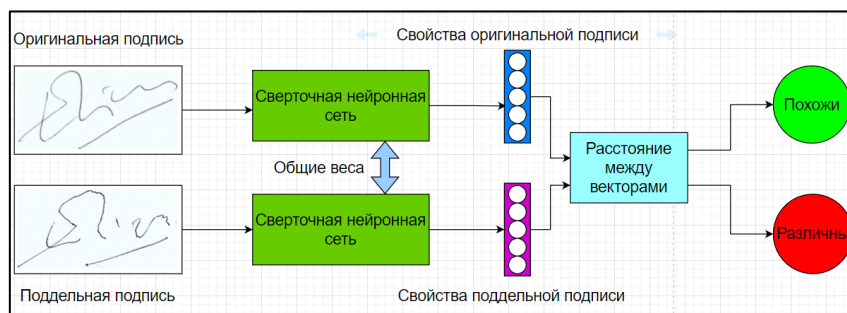 Оригинальная подпись
Свойства оригинальной подписи
Сверточная нейронная
сеть
Похожи
Общие веса
Расстояние
между
векторами
Сверточная нейронная
сеть
Различны
Поддельная подпись
Свойства поддельной подписи